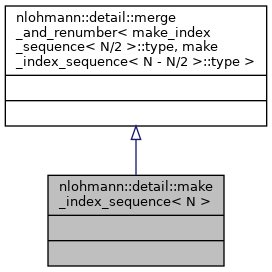 nlohmann::detail::merge
_and_renumber< make_index
_sequence< N/2 >::type, make
_index_sequence< N - N/2 >::type >
nlohmann::detail::make
_index_sequence< N >